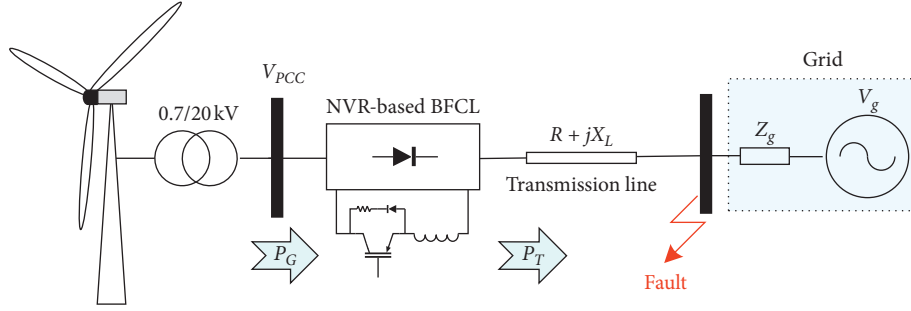 0.7/20 kV
V_PCC
NVR-based BFCL
R + jX_L
Transmission line
Grid
Z_g
V_g
P_G
P_T
Fault